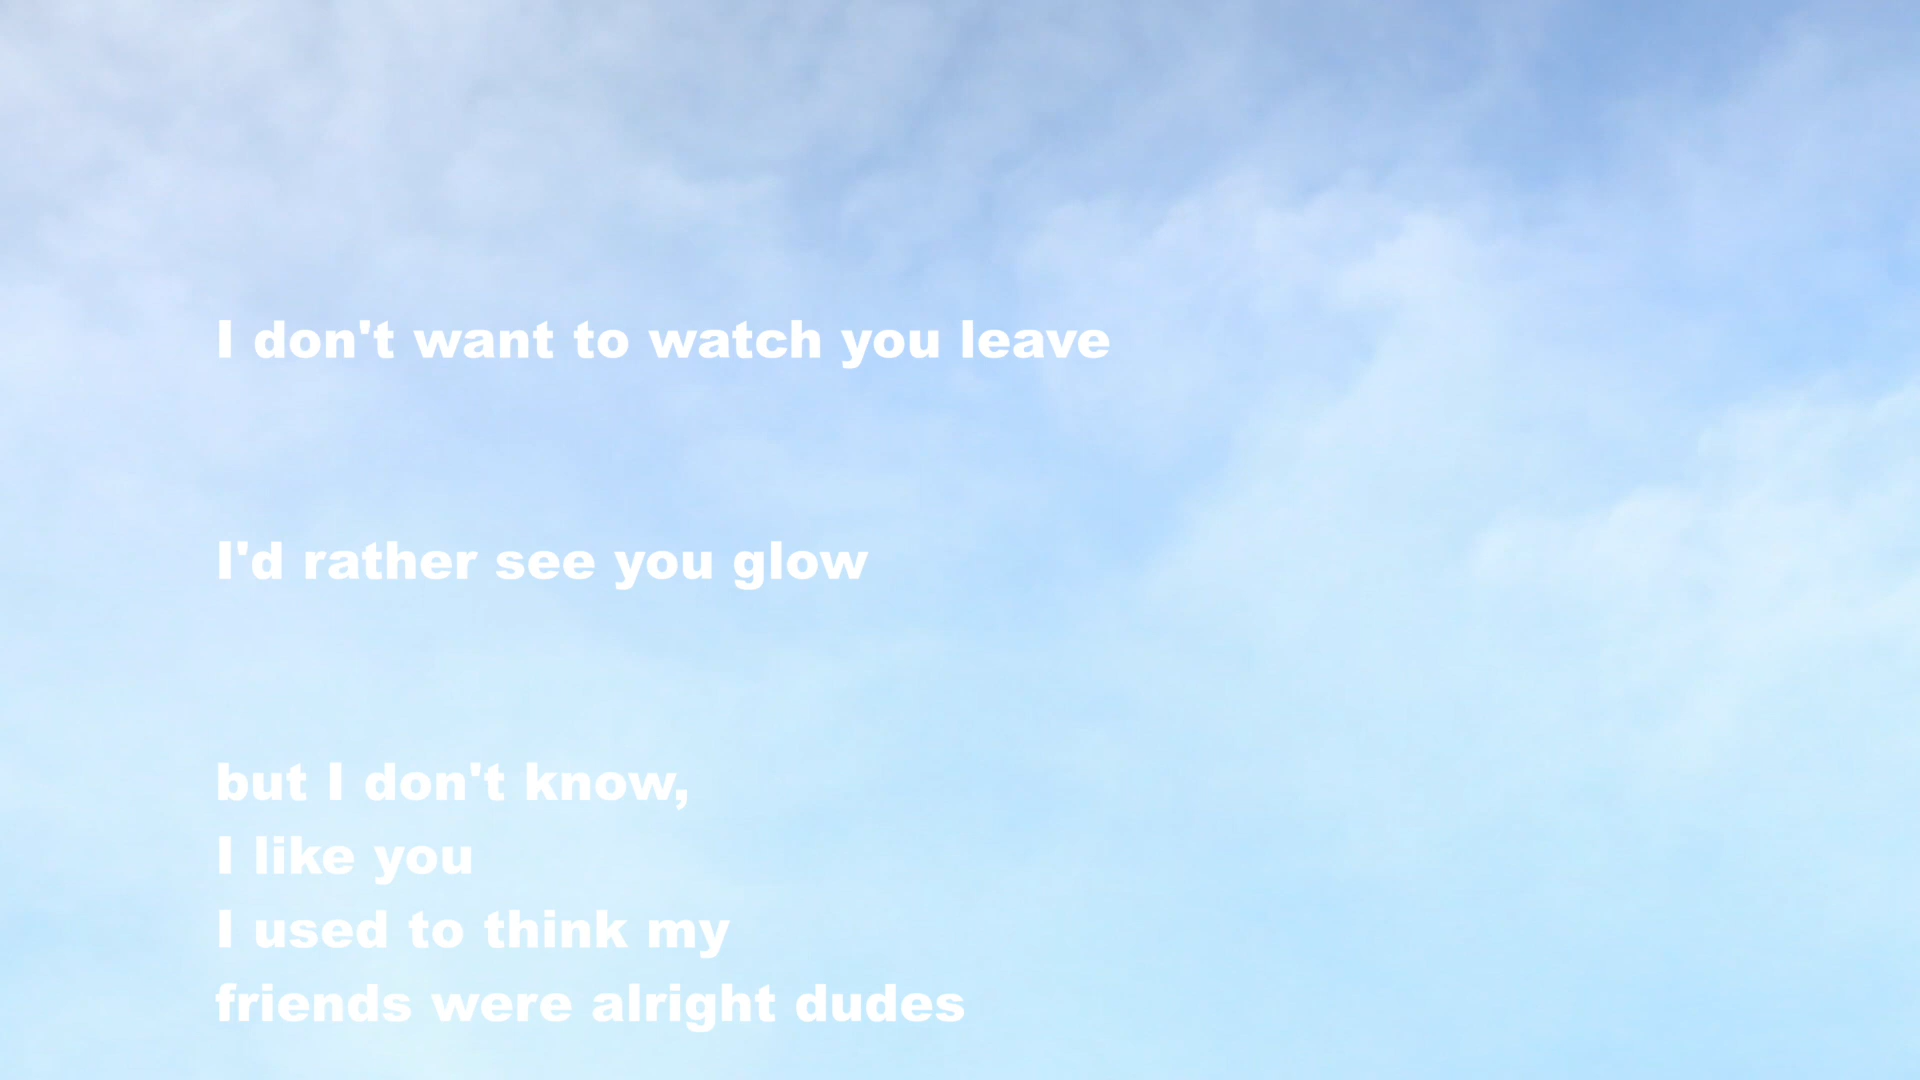 I don't want to watch you leave
I'd rather see you glow
but I don't know,
I like you
I used to think my
friends were alright dudes